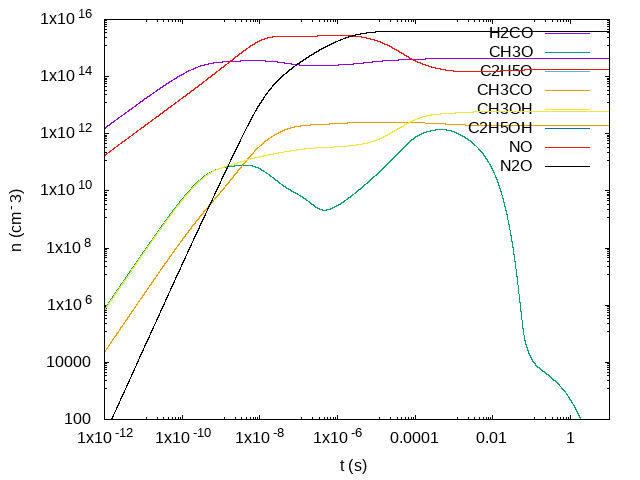 1x10^16
1x10^14
1x10^12
1x10^10
1x10^8
1x10^6
10000
100
n (cm^-3)
H2CO
CH3O
C2H5O
CH3CO
CH3OH
C2H5OH
NO
N2O
1x10^-12 1x10^-10 1x10^-8 1x10^-6 0.0001 0.01 1
t (s)